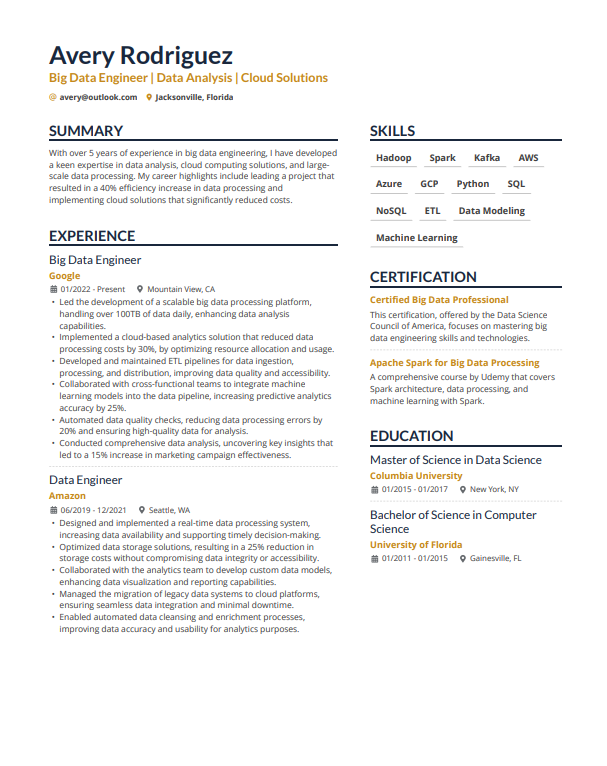 Avery Rodriguez
Big Data Engineer | Data Analysis | Cloud Solutions
@ avery@outlook.com Jacksonville, Florida
SUMMARY
With over 5 years of experience in big data engineering, I have developed
a keen expertise in data analysis, cloud computing solutions, and large-
scale data processing. My career highlights include leading a project that
resulted in a 40% efficiency increase in data processing and
implementing cloud solutions that significantly reduced costs.
EXPERIENCE
Big Data Engineer
Google
01/2022 - Present Mountain View, CA
• Led the development of a scalable big data processing platform,
handling over 100TB of data daily, enhancing data analysis
capabilities.
• Implemented a cloud-based analytics solution that reduced data
processing costs by 30%, by optimizing resource allocation and usage.
• Developed and maintained ETL pipelines for data ingestion,
processing, and distribution, improving data quality and accessibility.
• Collaborated with cross-functional teams to integrate machine
learning models into the data pipeline, increasing predictive analytics
accuracy by 25%.
• Automated data quality checks, reducing data processing errors by
20% and ensuring high-quality data for analysis.
• Conducted comprehensive data analysis, uncovering key insights that
led to a 15% increase in marketing campaign effectiveness.
Data Engineer
Amazon
06/2019 - 12/2021 Seattle, WA
• Designed and implemented a real-time data processing system,
increasing data availability and supporting timely decision-making.
• Optimized data storage solutions, resulting in a 25% reduction in
storage costs without compromising data integrity or accessibility.
• Collaborated with the analytics team to develop custom data models,
enhancing data visualization and reporting capabilities.
• Managed the migration of legacy data systems to cloud platforms,
ensuring seamless data integration and minimal downtime.
• Enabled automated data cleansing and enrichment processes,
improving data accuracy and usability for analytics purposes.
SKILLS
Hadoop Spark Kafka AWS
Azure GCP Python SQL
NoSQL ETL Data Modeling
Machine Learning
CERTIFICATION
Certified Big Data Professional
This certification, offered by the Data Science
Council of America, focuses on mastering big
data engineering skills and technologies.
Apache Spark for Big Data Processing
A comprehensive course by Udemy that covers
Spark architecture, data processing, and
machine learning with Spark.
EDUCATION
Master of Science in Data Science
Columbia University
01/2015 - 01/2017 New York, NY
Bachelor of Science in Computer
Science
University of Florida
01/2011 - 01/2015 Gainesville, FL